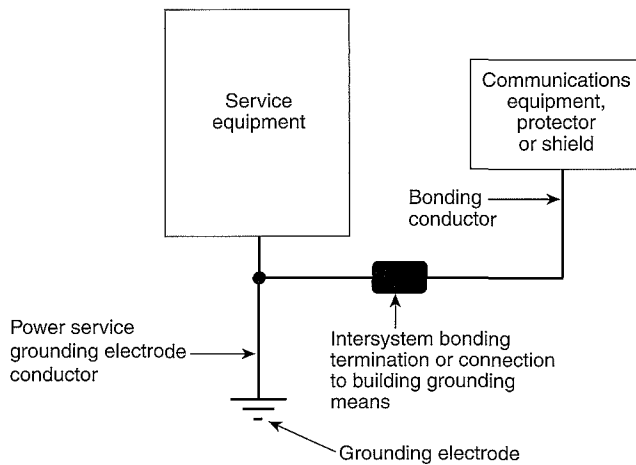 Service
equipment
Communications
equipment,
protector
or shield
Bonding
conductor
Power service
grounding electrode
conductor
Intersystem bonding
termination or connection
to building grounding
means
Grounding electrode